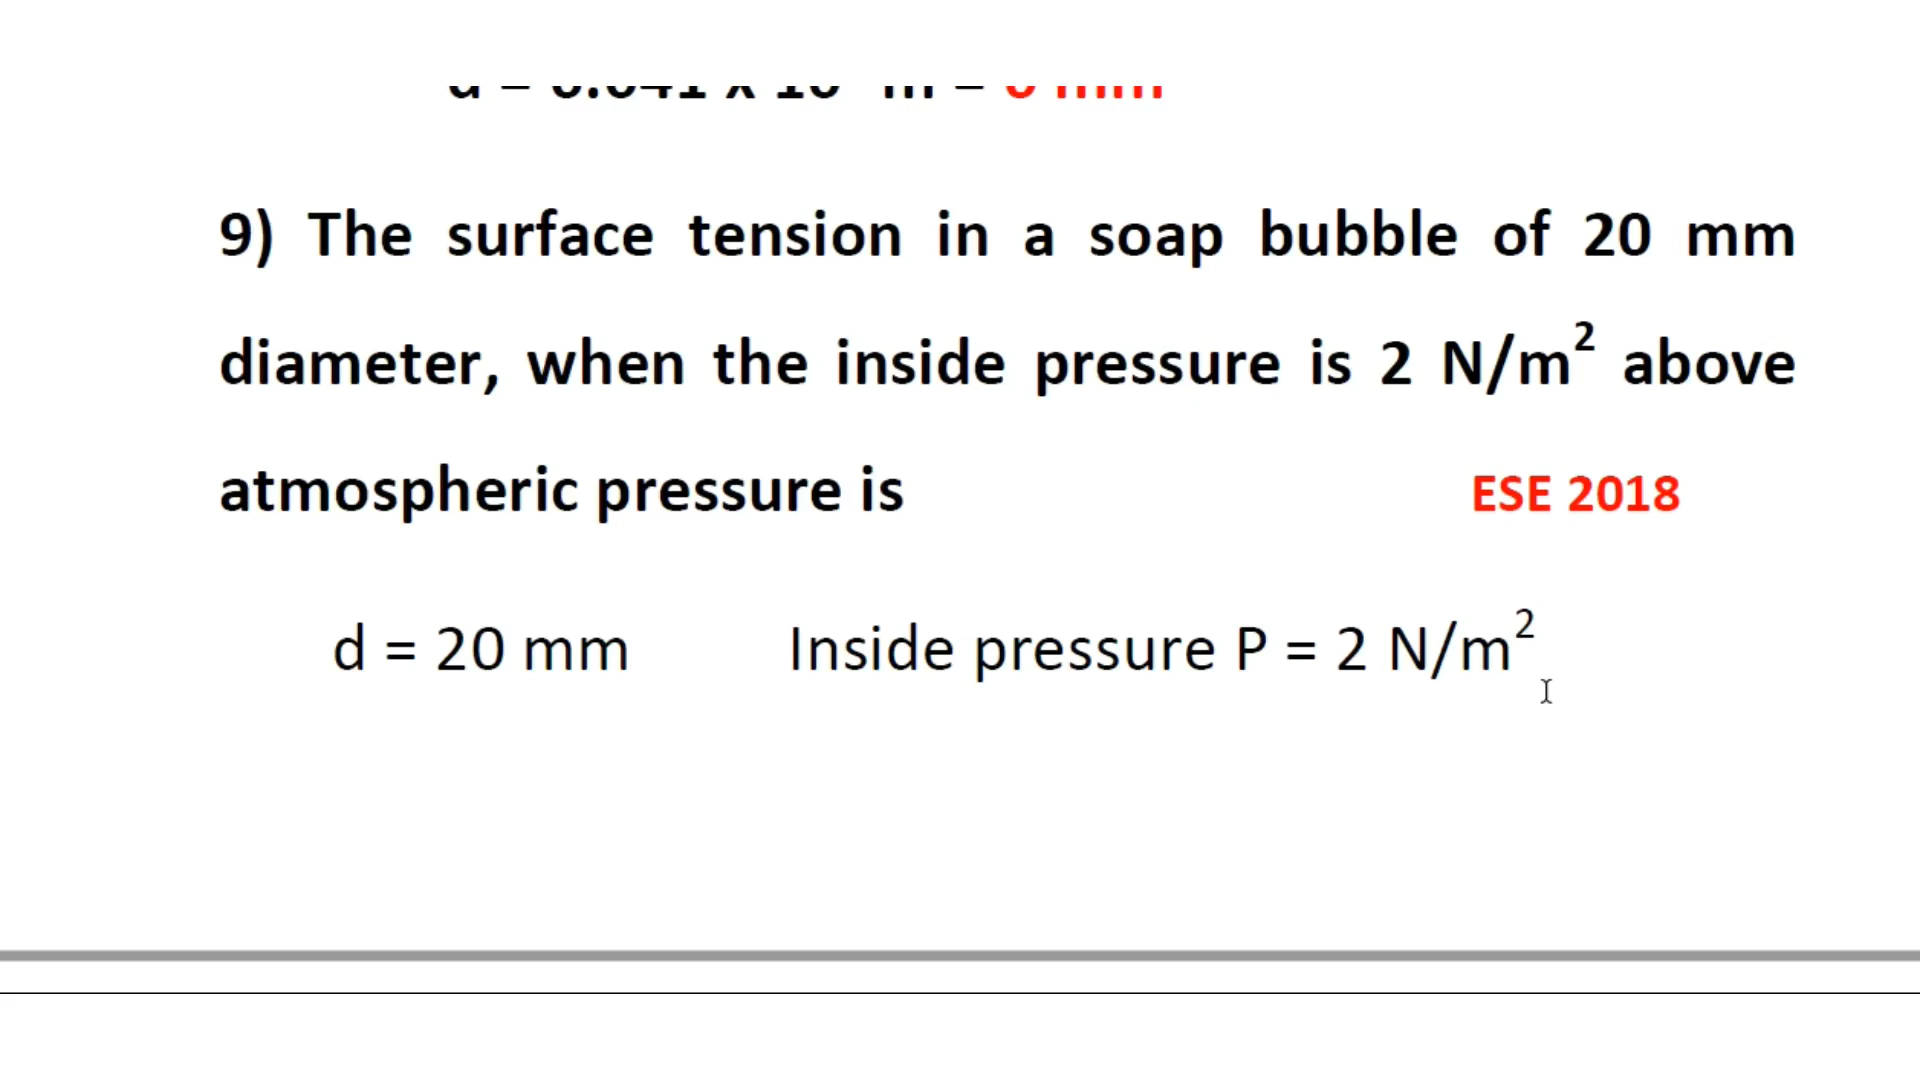 9) The surface tension in a soap bubble of 20 mm
diameter, when the inside pressure is 2 N/m² above
atmospheric pressure is ESE 2018
d = 20 mm Inside pressure P = 2 N/m²